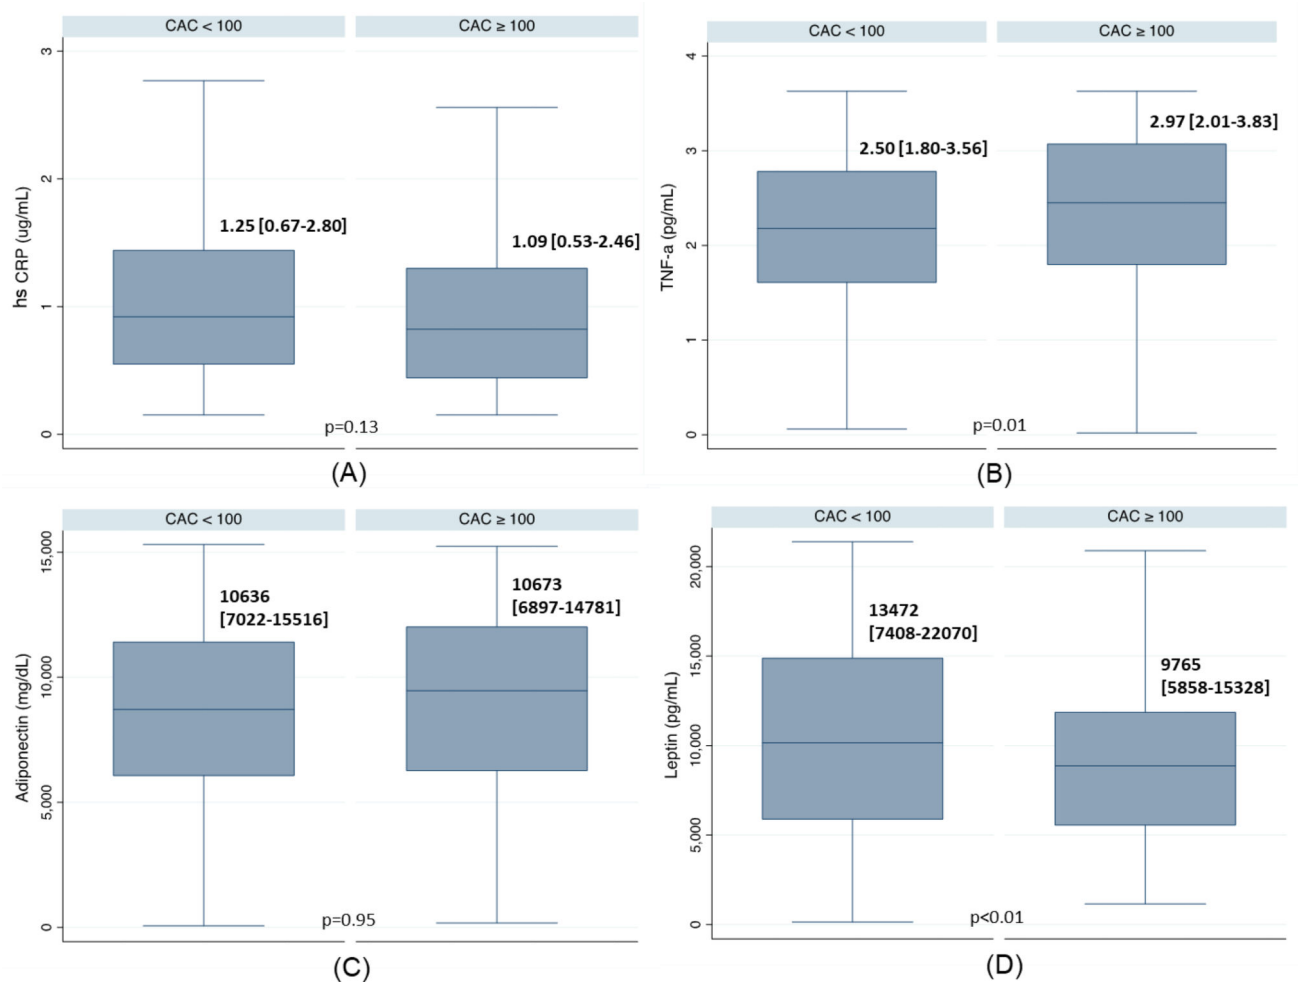 CAC < 100
CAC ≥ 100
hs CRP (ug/mL)
3
2
1
0
1.25 [0.67-2.80]
1.09 [0.53-2.46]
p=0.13
(A)
CAC < 100
CAC ≥ 100
TNF-a (pg/mL)
4
3
2
1
0
2.50 [1.80-3.56]
2.97 [2.01-3.83]
p=0.01
(B)
CAC < 100
CAC ≥ 100
Adiponectin (mg/dL)
15,000
10,000
5,000
0
10636
[7022-15516]
10673
[6897-14781]
p=0.95
(C)
CAC < 100
CAC ≥ 100
Leptin (pg/mL)
20,000
15,000
10,000
5,000
0
13472
[7408-22070]
9765
[5858-15328]
p<0.01
(D)